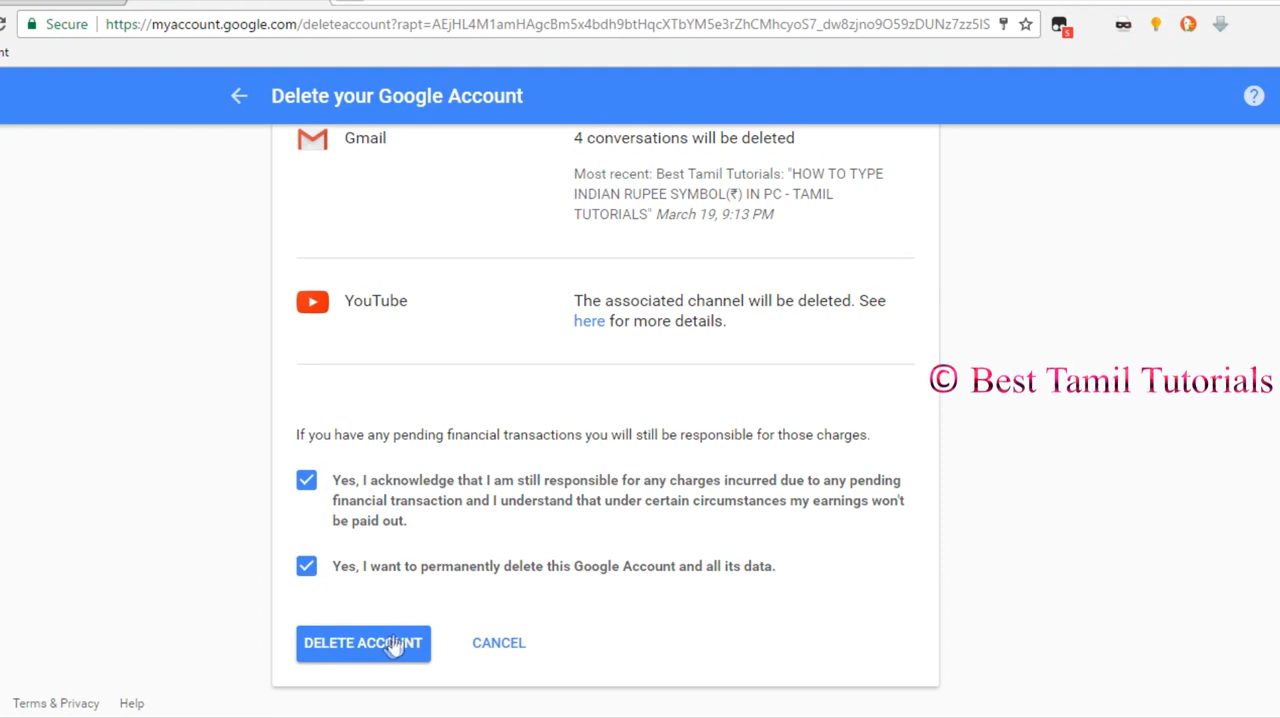 Secure
https://myaccount.google.com/deleteaccount?rapt=AEjHL4M1amHAgcBm5x4bdh9btHqcXTbYM5e3rZhCMhcyoS7_dw8zjno9O59zDUNz7zz5IS
5
nt
Delete your Google Account
?
Gmail
4 conversations will be deleted
Most recent: Best Tamil Tutorials: "HOW TO TYPE
INDIAN RUPEE SYMBOL(₹) IN PC - TAMIL
TUTORIALS" March 19, 9:13 PM
YouTube
The associated channel will be deleted. See
here for more details.
© Best Tamil Tutorials
If you have any pending financial transactions you will still be responsible for those charges.
Yes, I acknowledge that I am still responsible for any charges incurred due to any pending
financial transaction and I understand that under certain circumstances my earnings won't
be paid out.
Yes, I want to permanently delete this Google Account and all its data.
DELETE ACCOUNT
CANCEL
Terms & Privacy
Help